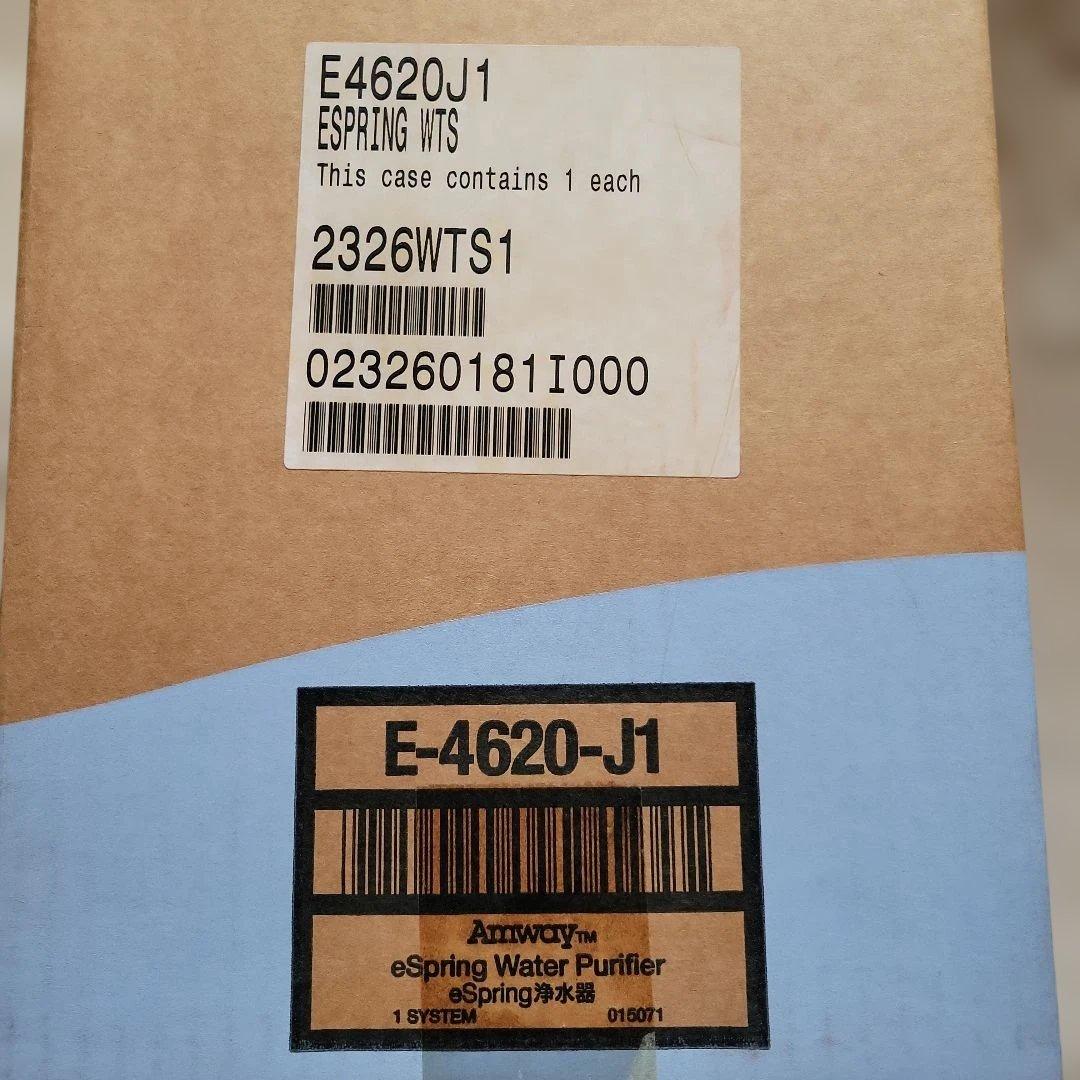 E4620J1
ESPRING WTS
This case contains 1 each
2326WTS1
023260181I000
E-4620-J1
Amway™
eSpring Water Purifier
eSpring浄水器
1 SYSTEM 015071